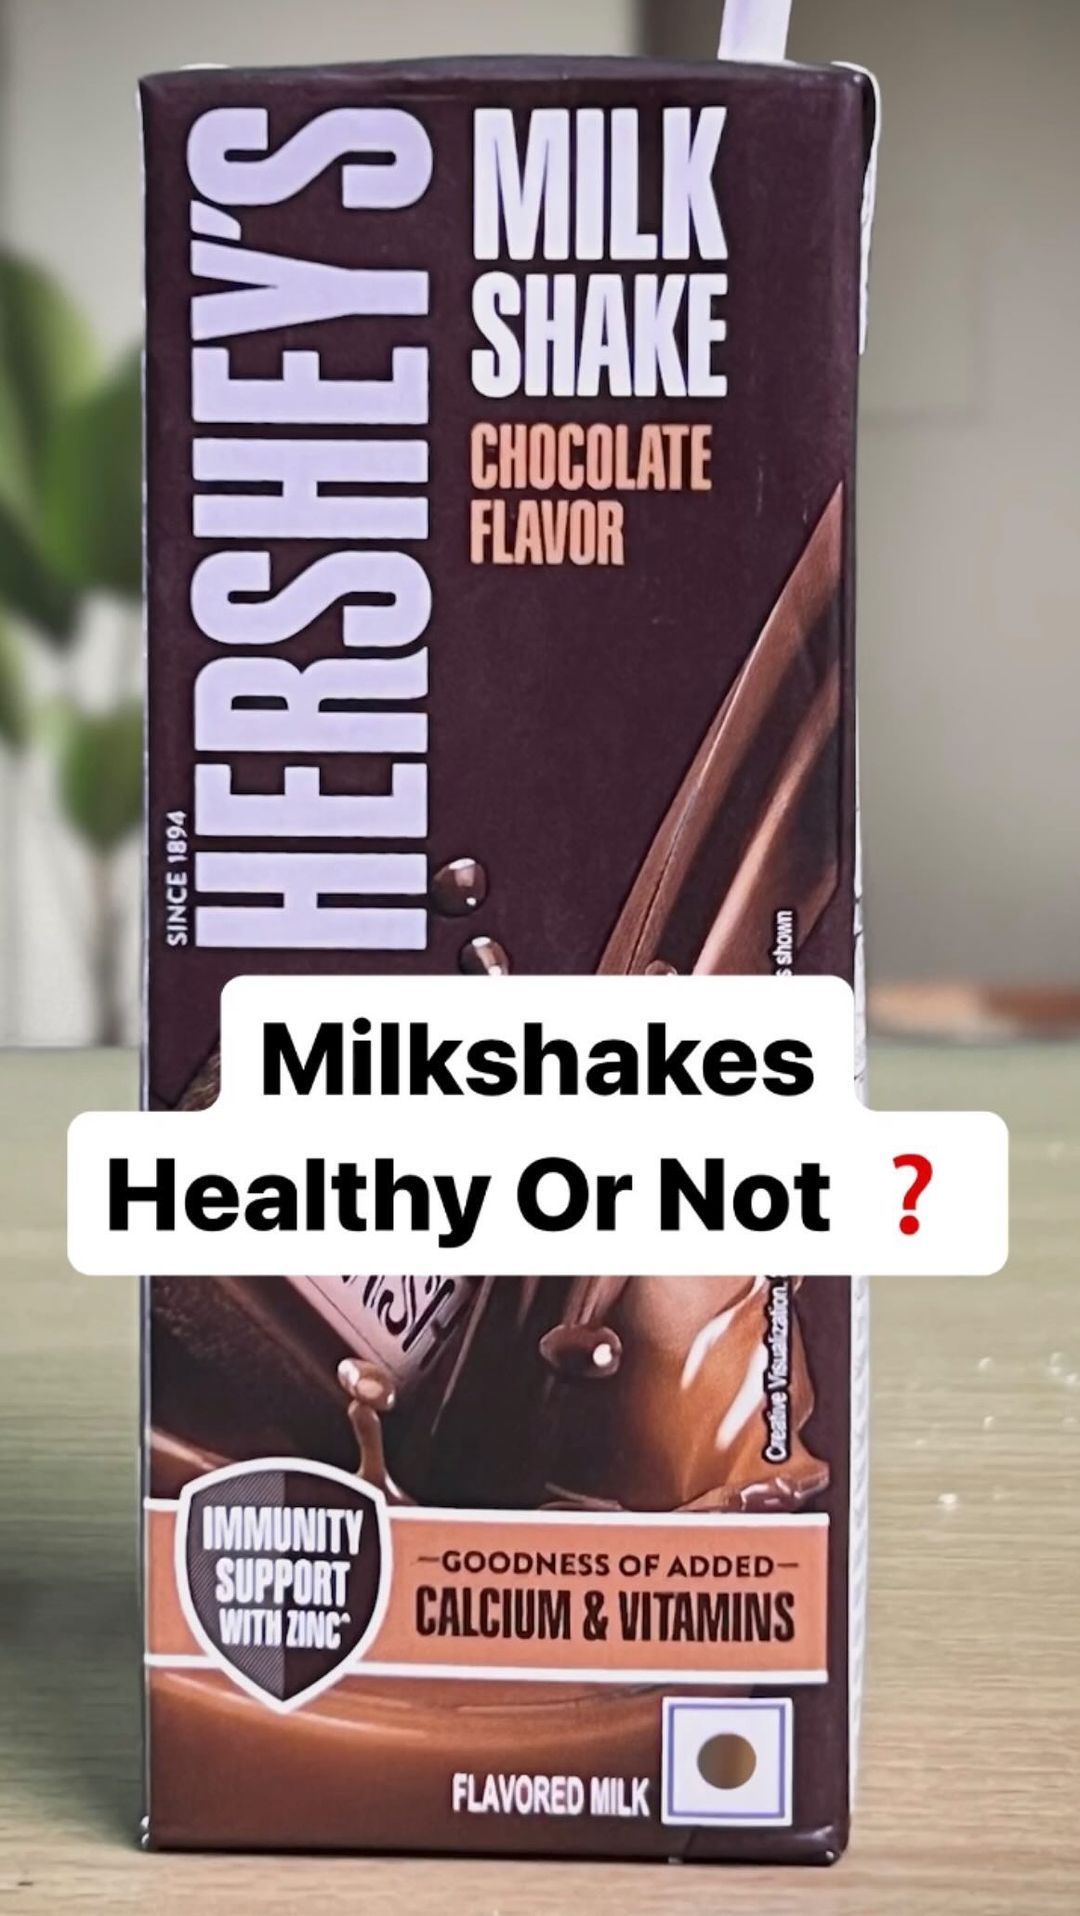 HERSHEY'S
SINCE 1894
MILK
SHAKE
CHOCOLATE
FLAVOR
s shown
Milkshakes
Healthy Or Not ❓
Creative Visualization.
IMMUNITY
SUPPORT
WITH ZINC^
GOODNESS OF ADDED
CALCIUM & VITAMINS
FLAVORED MILK